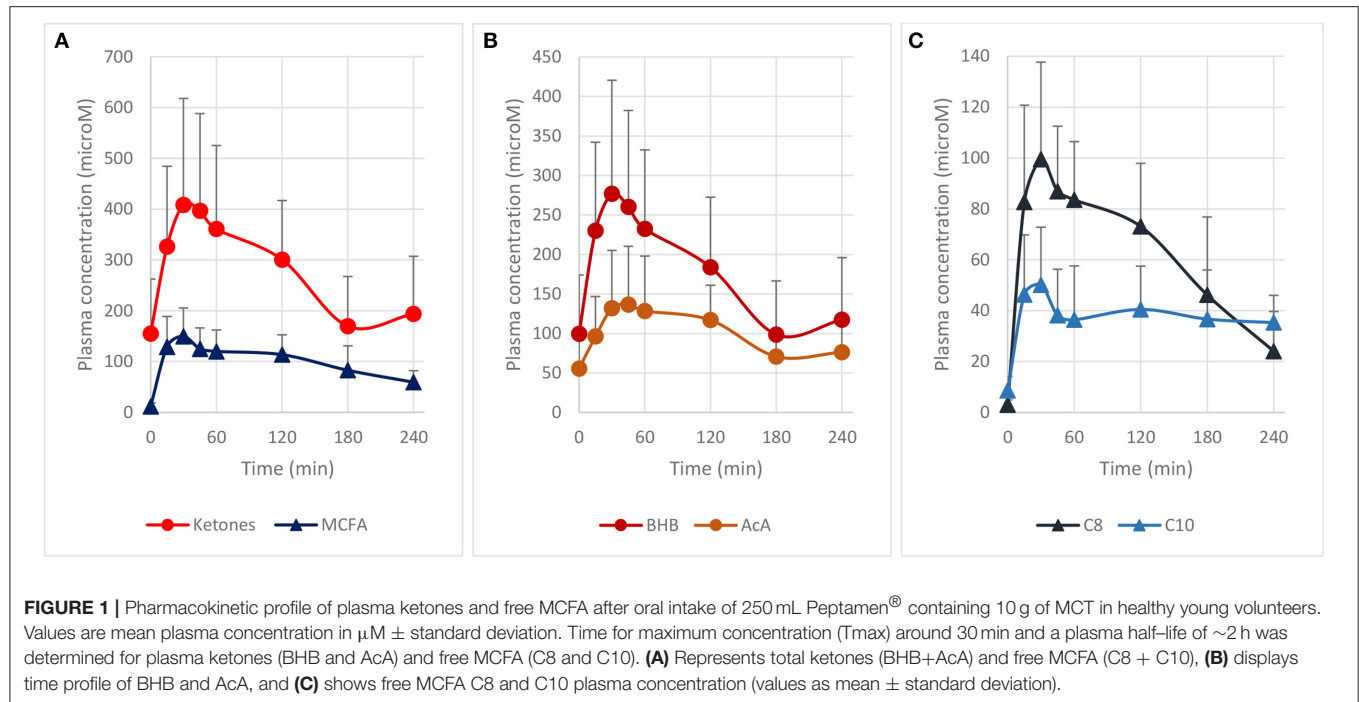 A
Plasma concentration (microM)
700
600
500
400
300
200
100
0
0 60 120 180 240
Time (min)
Ketones MCFA
B
Plasma concentration (microM)
450
400
350
300
250
200
150
100
50
0
0 60 120 180 240
Time (min)
BHB AcA
C
Plasma concentration (microM)
140
120
100
80
60
40
20
0
0 60 120 180 240
Time (min)
C8 C10
FIGURE 1 | Pharmacokinetic profile of plasma ketones and free MCFA after oral intake of 250 mL Peptamen® containing 10 g of MCT in healthy young volunteers.
Values are mean plasma concentration in μM ± standard deviation. Time for maximum concentration (Tmax) around 30 min and a plasma half–life of ~2 h was
determined for plasma ketones (BHB and AcA) and free MCFA (C8 and C10). (A) Represents total ketones (BHB+AcA) and free MCFA (C8 + C10), (B) displays
time profile of BHB and AcA, and (C) shows free MCFA C8 and C10 plasma concentration (values as mean ± standard deviation).